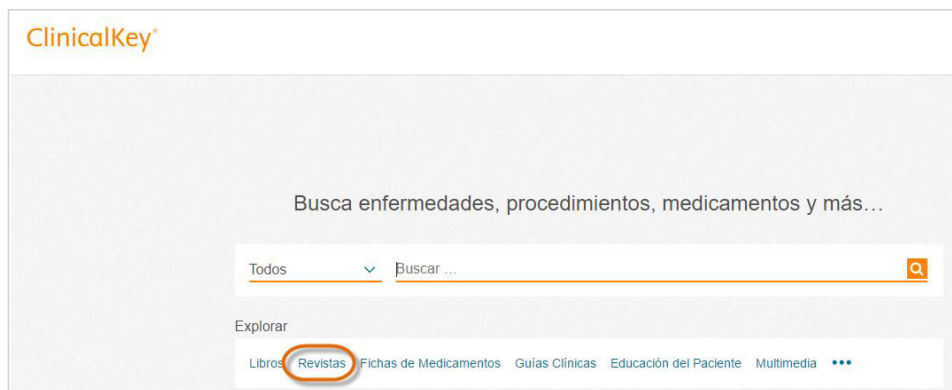 ClinicalKey®
Busca enfermedades, procedimientos, medicamentos y más…
Todos Buscar ...
Explorar
Libros Revistas Fichas de Medicamentos Guías Clínicas Educación del Paciente Multimedia •••